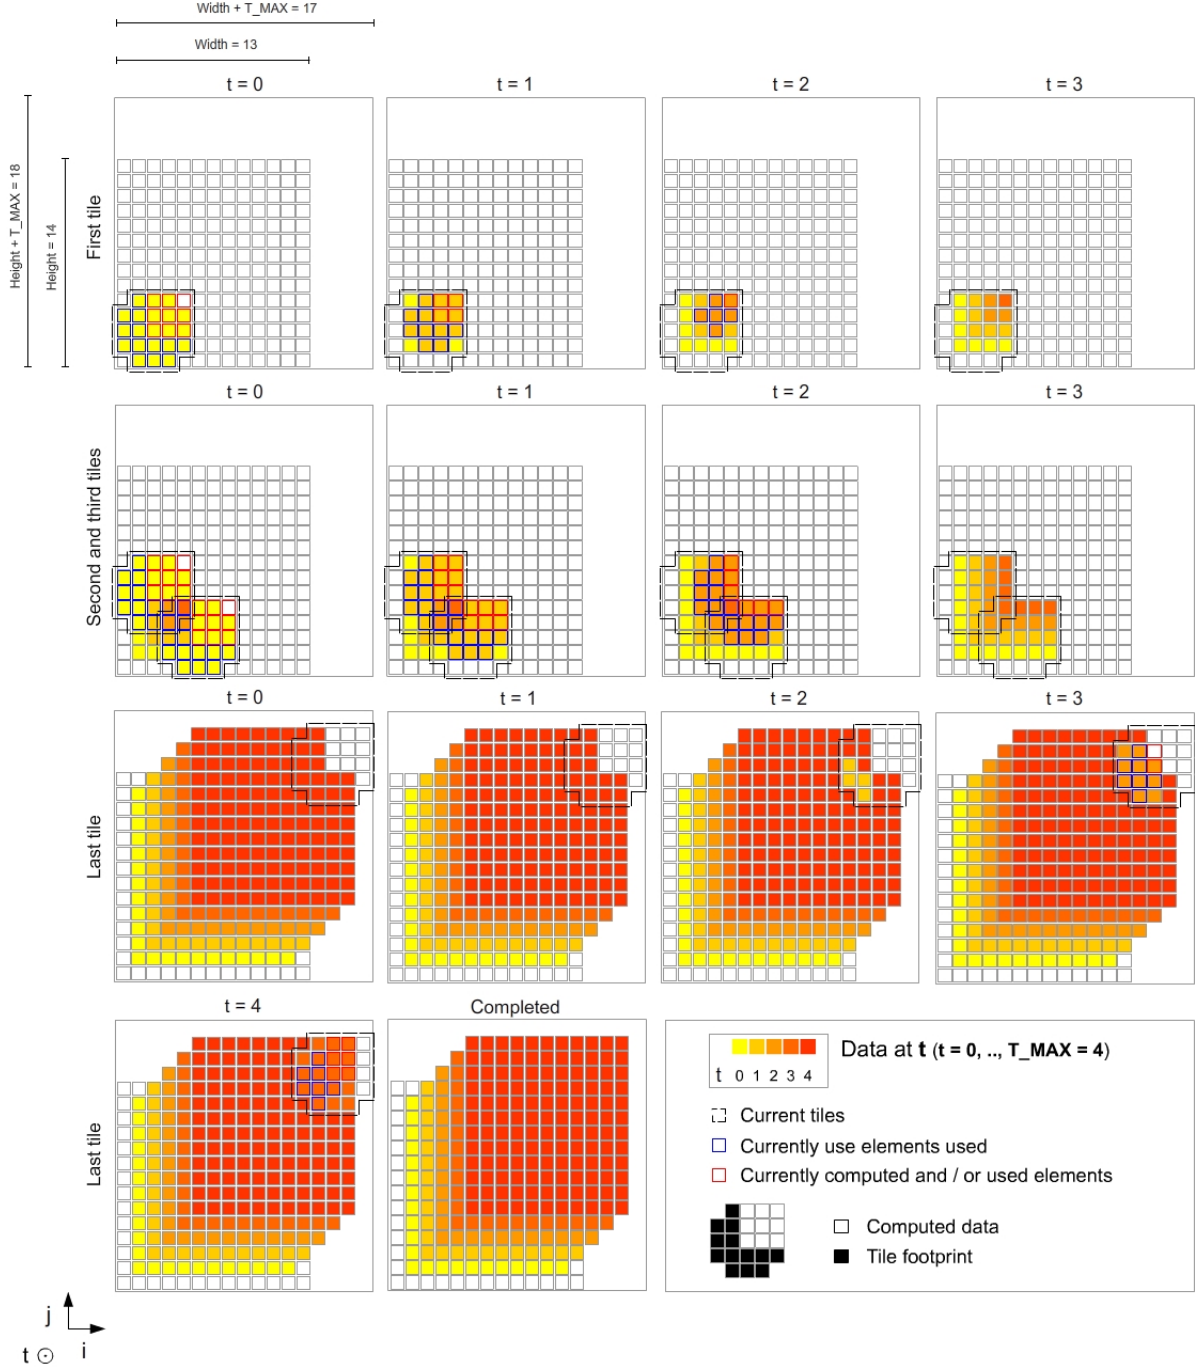 Width + T_MAX = 17
Width = 13
t = 0
t = 1
t = 2
t = 3
Height + T_MAX = 18
Height = 14
First tile
t = 0
t = 1
t = 2
t = 3
Second and third tiles
t = 0
t = 1
t = 2
t = 3
Last tile
t = 4
Completed
Last tile
Data at t (t = 0, .., T_MAX = 4)
t 0 1 2 3 4
Current tiles
Currently use elements used
Currently computed and / or used elements
Computed data
Tile footprint
j
i
t